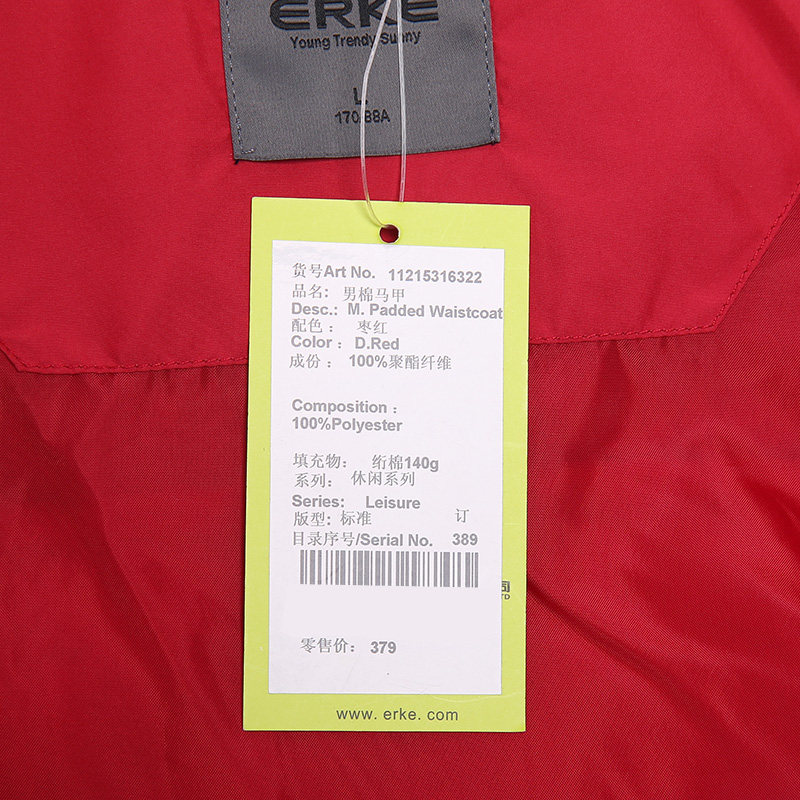 ERKE
Young Trendy Sunny
L
170/88A
货号Art No. 11215316322
品名: 男棉马甲
Desc.: M. Padded Waistcoat
配色： 枣红
Color： D.Red
成份： 100%聚酯纤维
Composition：
100%Polyester
填充物： 绗棉140g
系列: 休闲系列
Series: Leisure
版型: 标准 订
目录序号/Serial No. 389
零售价： 379
www. erke. com